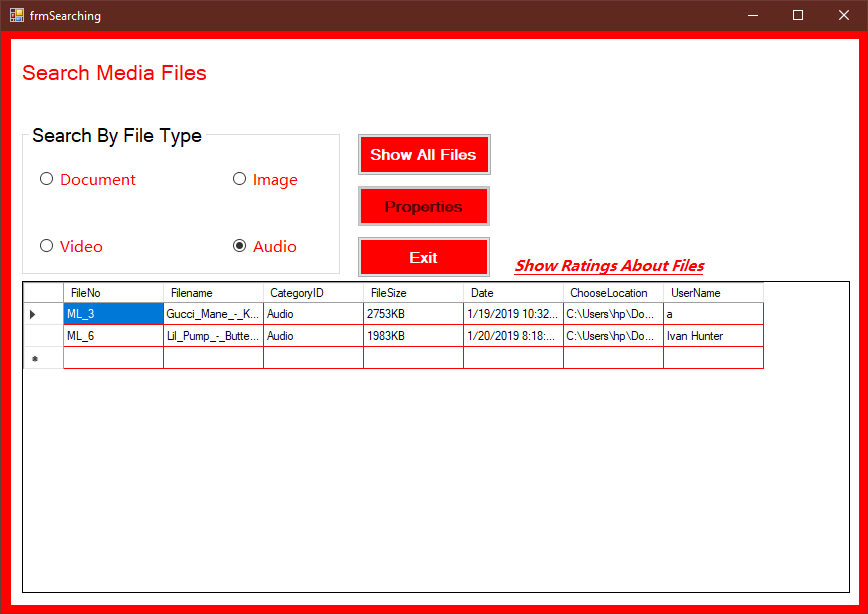 frmSearching
Search Media Files
Search By File Type
Document
Image
Video
Audio
Show All Files
Properties
Exit
Show Ratings About Files
FileNo Filename CategoryID FileSize Date ChooseLocation UserName
ML_3 Gucci_Mane_-_K... Audio 2753KB 1/19/2019 10:32... C:\Users\hp\Do... a
ML_6 Lil_Pump_-_Butte... Audio 1983KB 1/20/2019 8:18:... C:\Users\hp\Do... Ivan Hunter